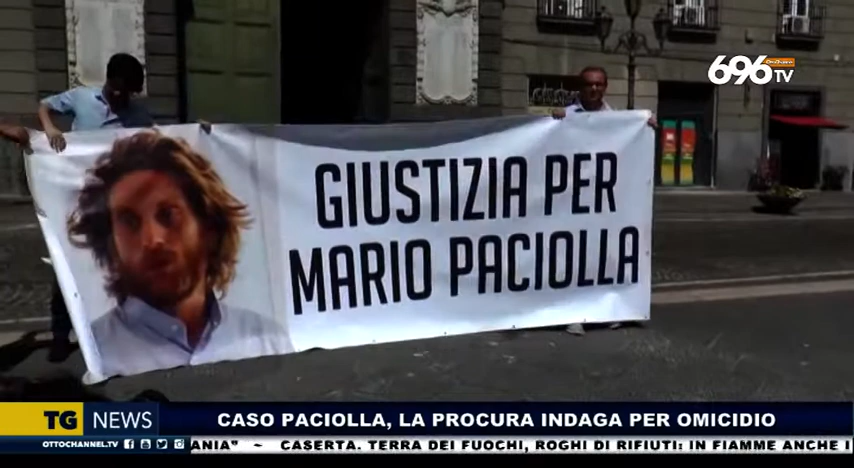 696
OttoChannel
TV
GIUSTIZIA PER
MARIO PACIOLLA
TG NEWS
CASO PACIOLLA, LA PROCURA INDAGA PER OMICIDIO
OTTOCHANNEL.TV
ANIA" ~ CASERTA. TERRA DEI FUOCHI, ROGHI DI RIFIUTI: IN FIAMME ANCHE I